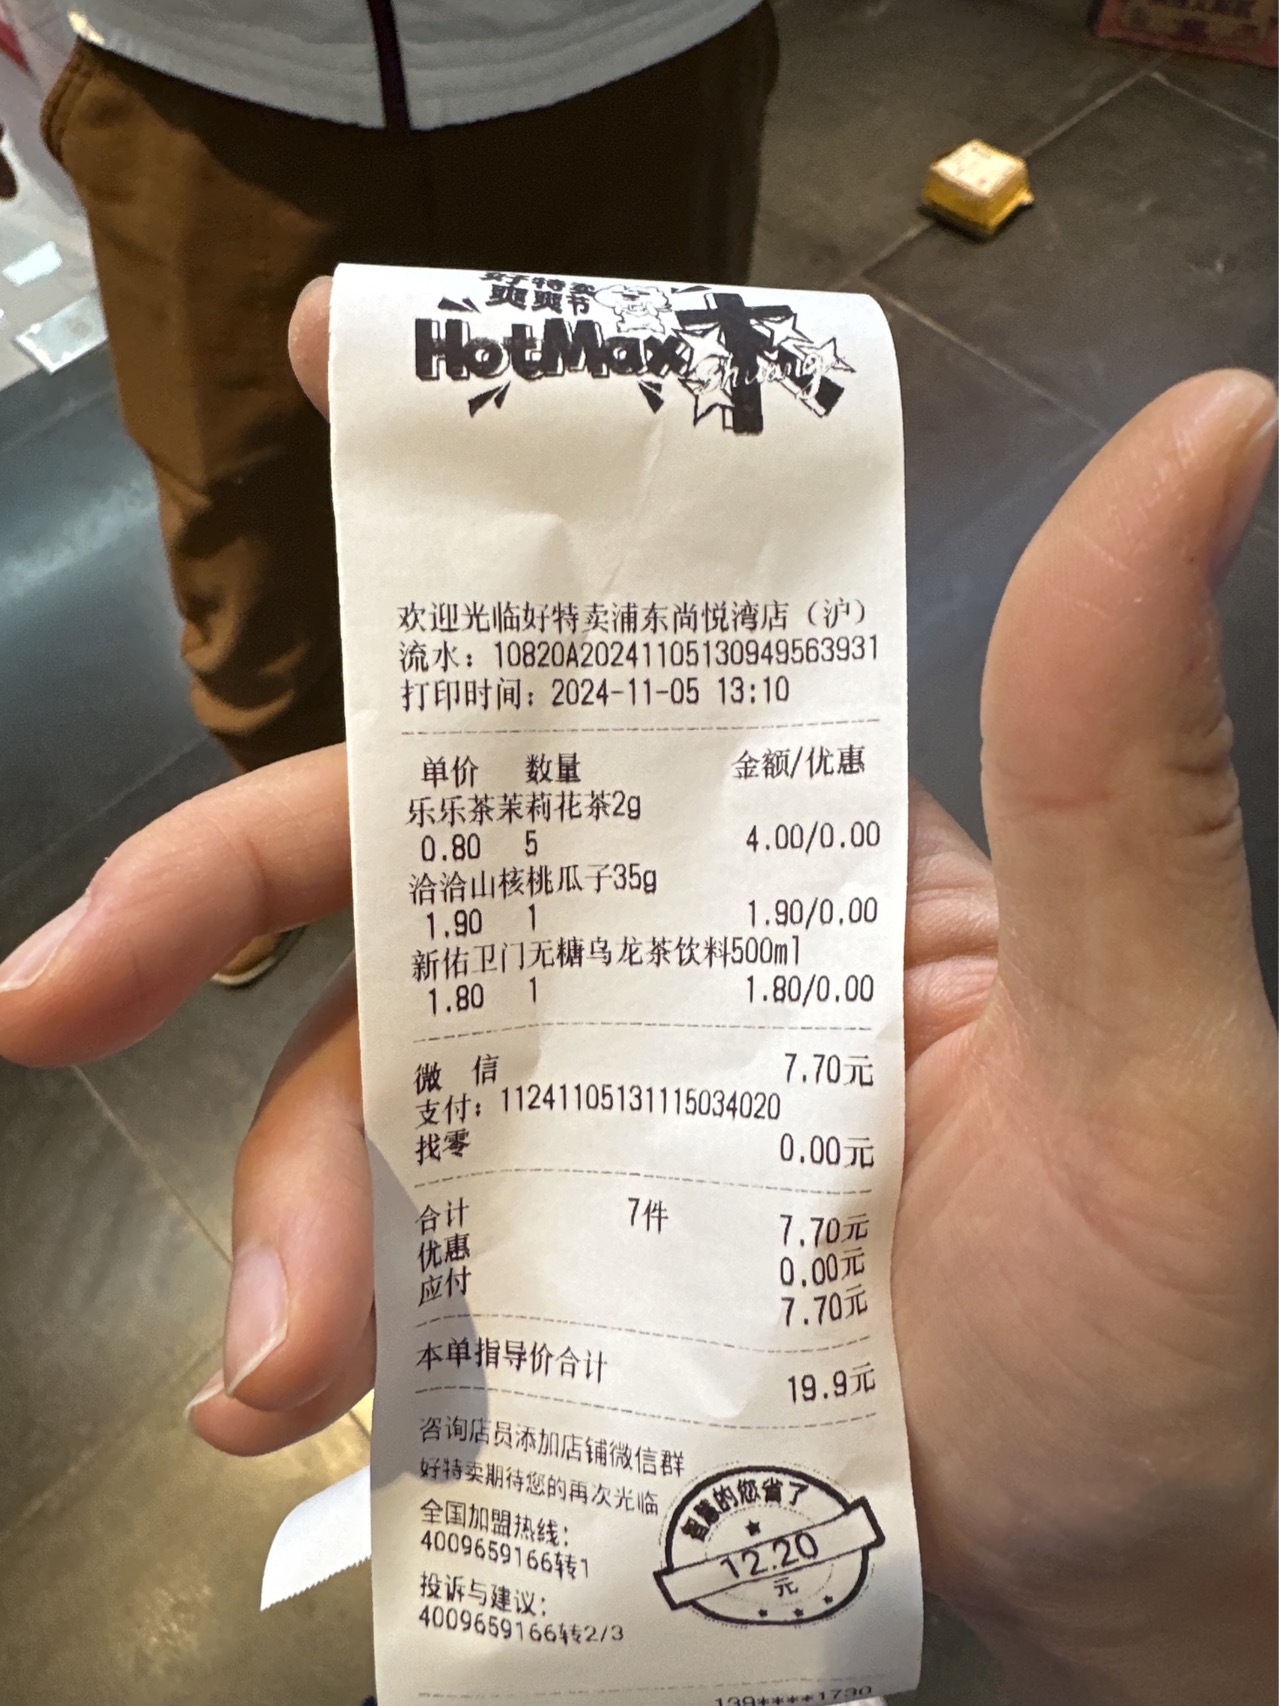 好特卖
爽爽节
HotMax
Shuang
欢迎光临好特卖浦东尚悦湾店（沪）
流水：10820A202411051309495​63931
打印时间：2024-11-05 13:10
单价 数量 金额/优惠
乐乐茶茉莉花茶2g
0.80 5 4.00/0.00
洽洽山核桃瓜子35g
1.90 1 1.90/0.00
新佑卫门无糖乌龙茶饮料500ml
1.80 1 1.80/0.00
微 信 7.70元
支付：11241105131115034020
找零 0.00元
合计 7件 7.70元
优惠 0.00元
应付 7.70元
本单指导价合计 19.9元
咨询店员添加店铺微信群
好特卖期待您的再次光临
全国加盟热线：
4009659166转1
投诉与建议：
4009659166转2/3
智慧的您省了
12.20
元
139****1730